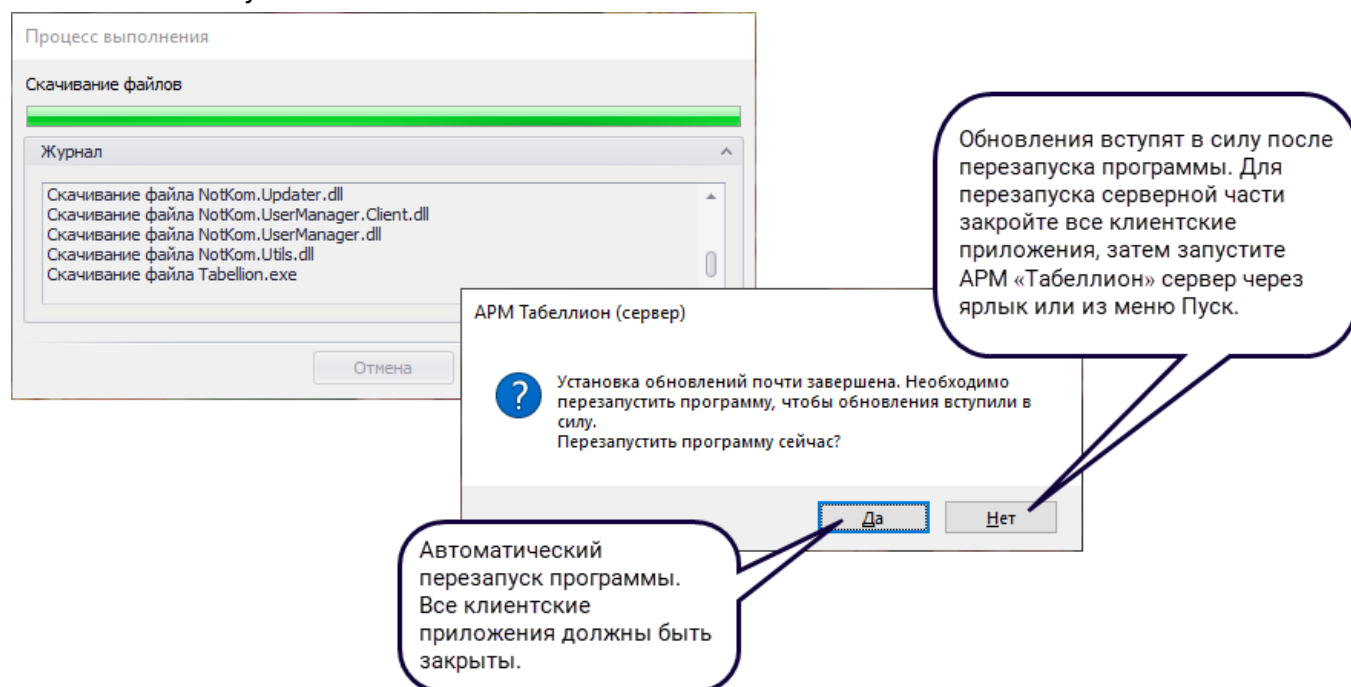 Процесс выполнения
Скачивание файлов
Журнал
Скачивание файла NotKom.Updater.dll
Скачивание файла NotKom.UserManager.Client.dll
Скачивание файла NotKom.UserManager.dll
Скачивание файла NotKom.Utils.dll
Скачивание файла Tabellion.exe
Отмена
Обновления вступят в силу после
перезапуска программы. Для
перезапуска серверной части
закройте все клиентские
приложения, затем запустите
АРМ «Табеллион» сервер через
ярлык или из меню Пуск.
АРМ Табеллион (сервер)
Установка обновлений почти завершена. Необходимо
перезапустить программу, чтобы обновления вступили в
силу.
Перезапустить программу сейчас?
Да
Нет
Автоматический
перезапуск программы.
Все клиентские
приложения должны быть
закрыты.